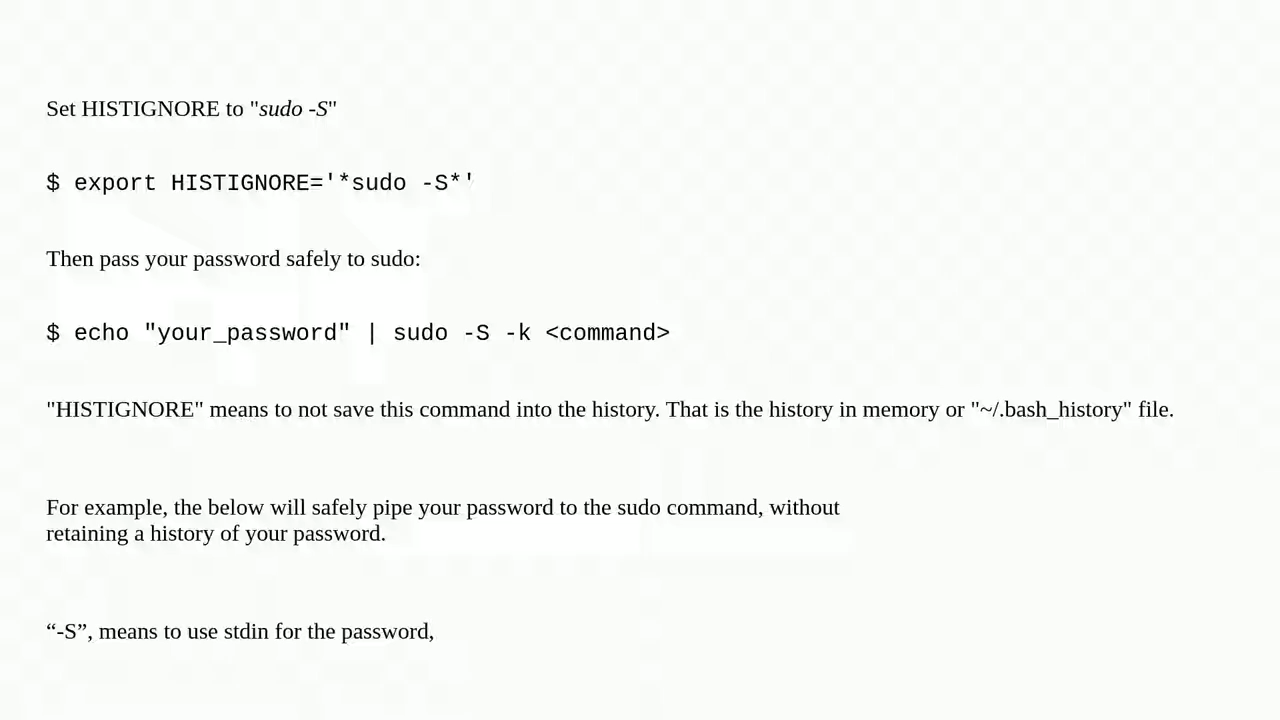 Set HISTIGNORE to "sudo -S"
$ export HISTIGNORE='*sudo -S*'
Then pass your password safely to sudo:
$ echo "your_password" | sudo -S -k <command>
"HISTIGNORE" means to not save this command into the history. That is the history in memory or "~/.bash_history" file.
For example, the below will safely pipe your password to the sudo command, without
retaining a history of your password.
“-S”, means to use stdin for the password,